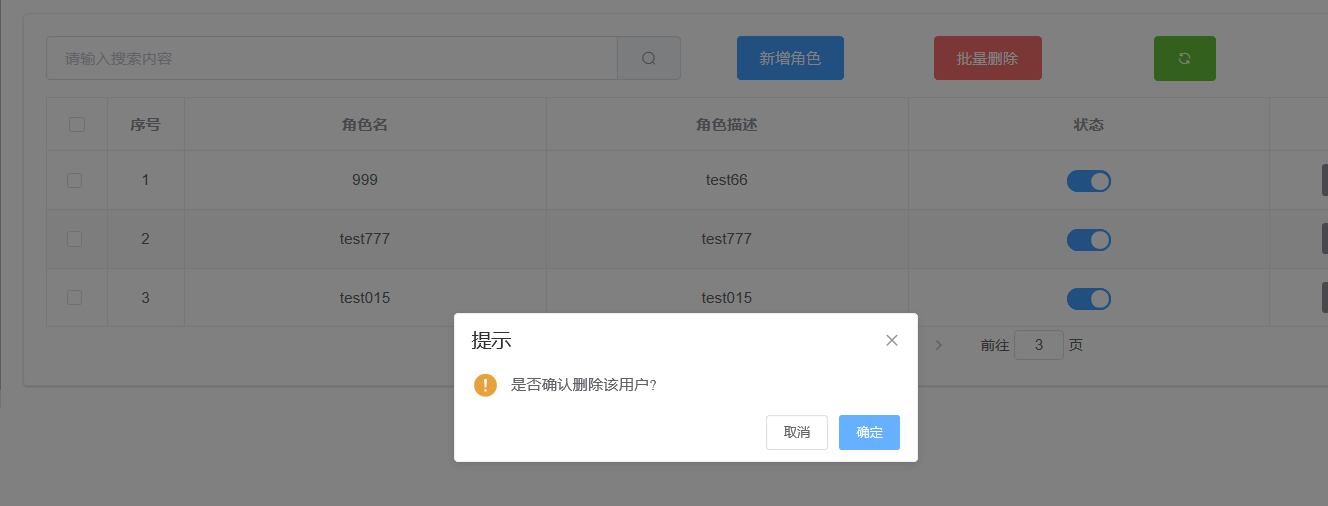 请输入搜索内容 新增角色 批量删除
序号 角色名 角色描述 状态
1 999 test66
2 test777 test777
3 test015 test015
提示
前往 3 页
是否确认删除该用户?
取消 确定